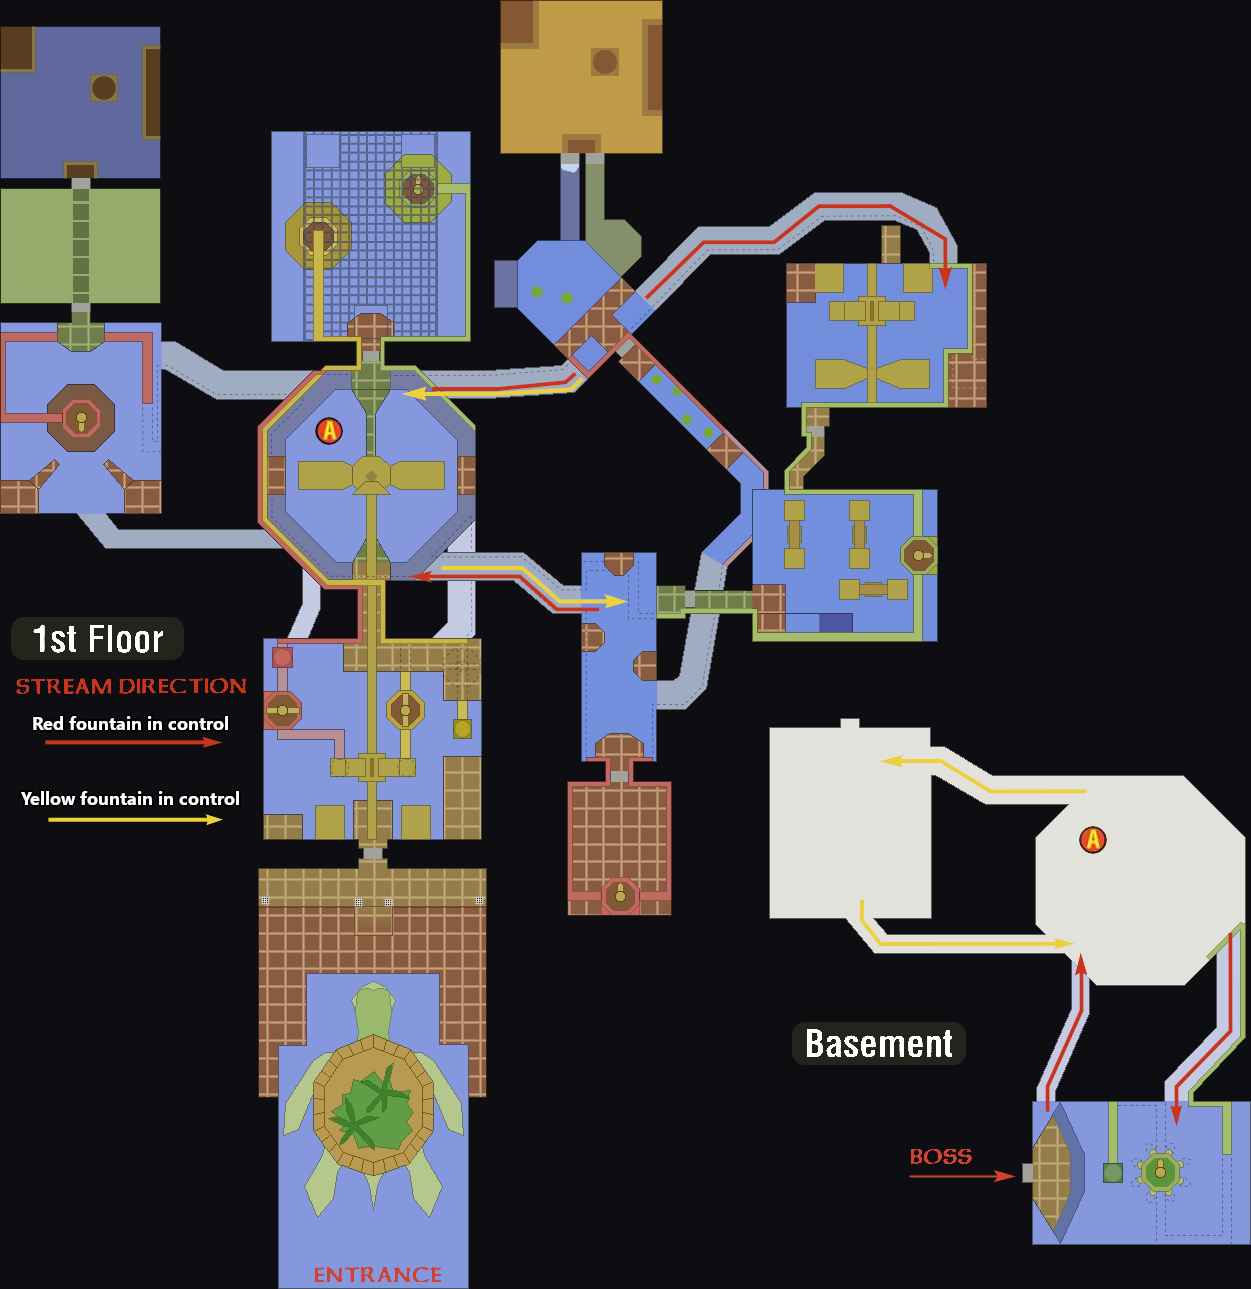 A
1st Floor
STREAM DIRECTION
Red fountain in control
Yellow fountain in control
A
Basement
BOSS
ENTRANCE